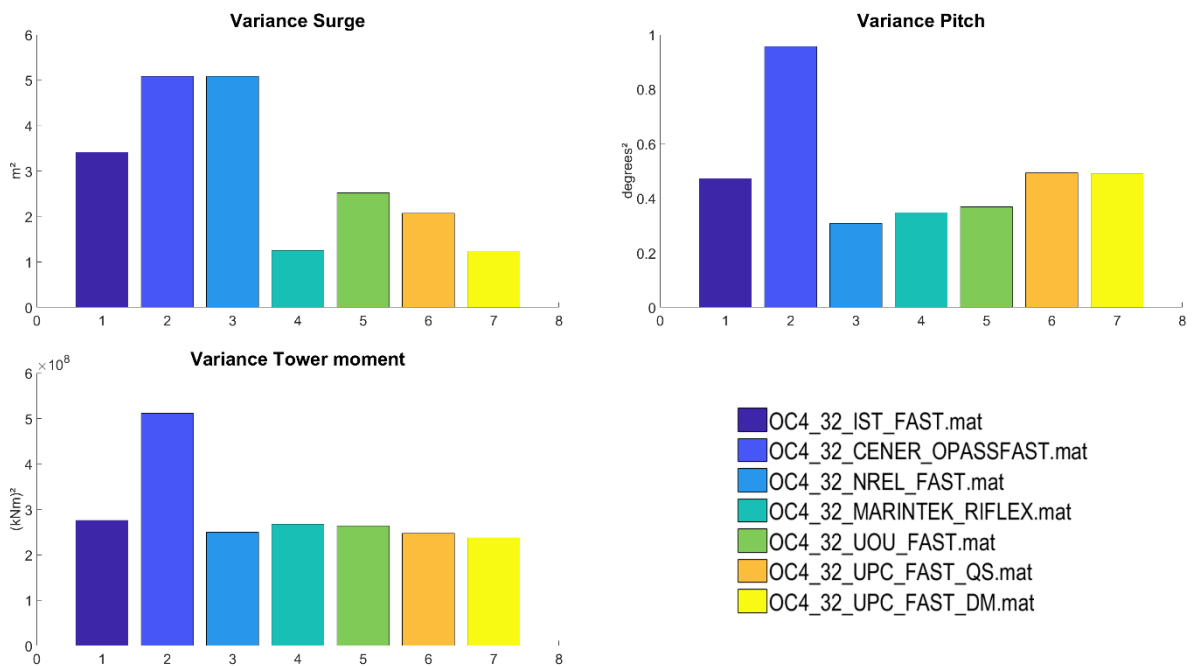 Variance Surge
6
5
4
3
2
1
0
m²
0 1 2 3 4 5 6 7 8
Variance Pitch
1
0.8
0.6
0.4
0.2
0
degrees²
0 1 2 3 4 5 6 7 8
Variance Tower moment
×10⁸
6
5
4
3
2
1
0
(kNm)²
0 1 2 3 4 5 6 7 8
OC4_32_IST_FAST.mat
OC4_32_CENER_OPASSFAST.mat
OC4_32_NREL_FAST.mat
OC4_32_MARINTEK_RIFLEX.mat
OC4_32_UOU_FAST.mat
OC4_32_UPC_FAST_QS.mat
OC4_32_UPC_FAST_DM.mat